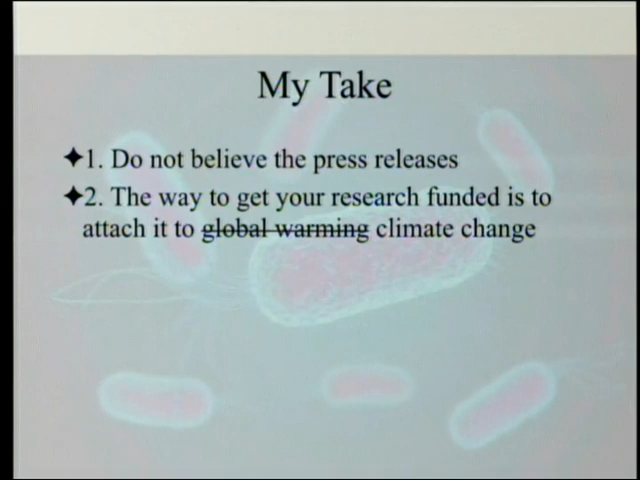 My Take
✦1. Do not believe the press releases
✦2. The way to get your research funded is to
attach it to ~~global warming~~ climate change